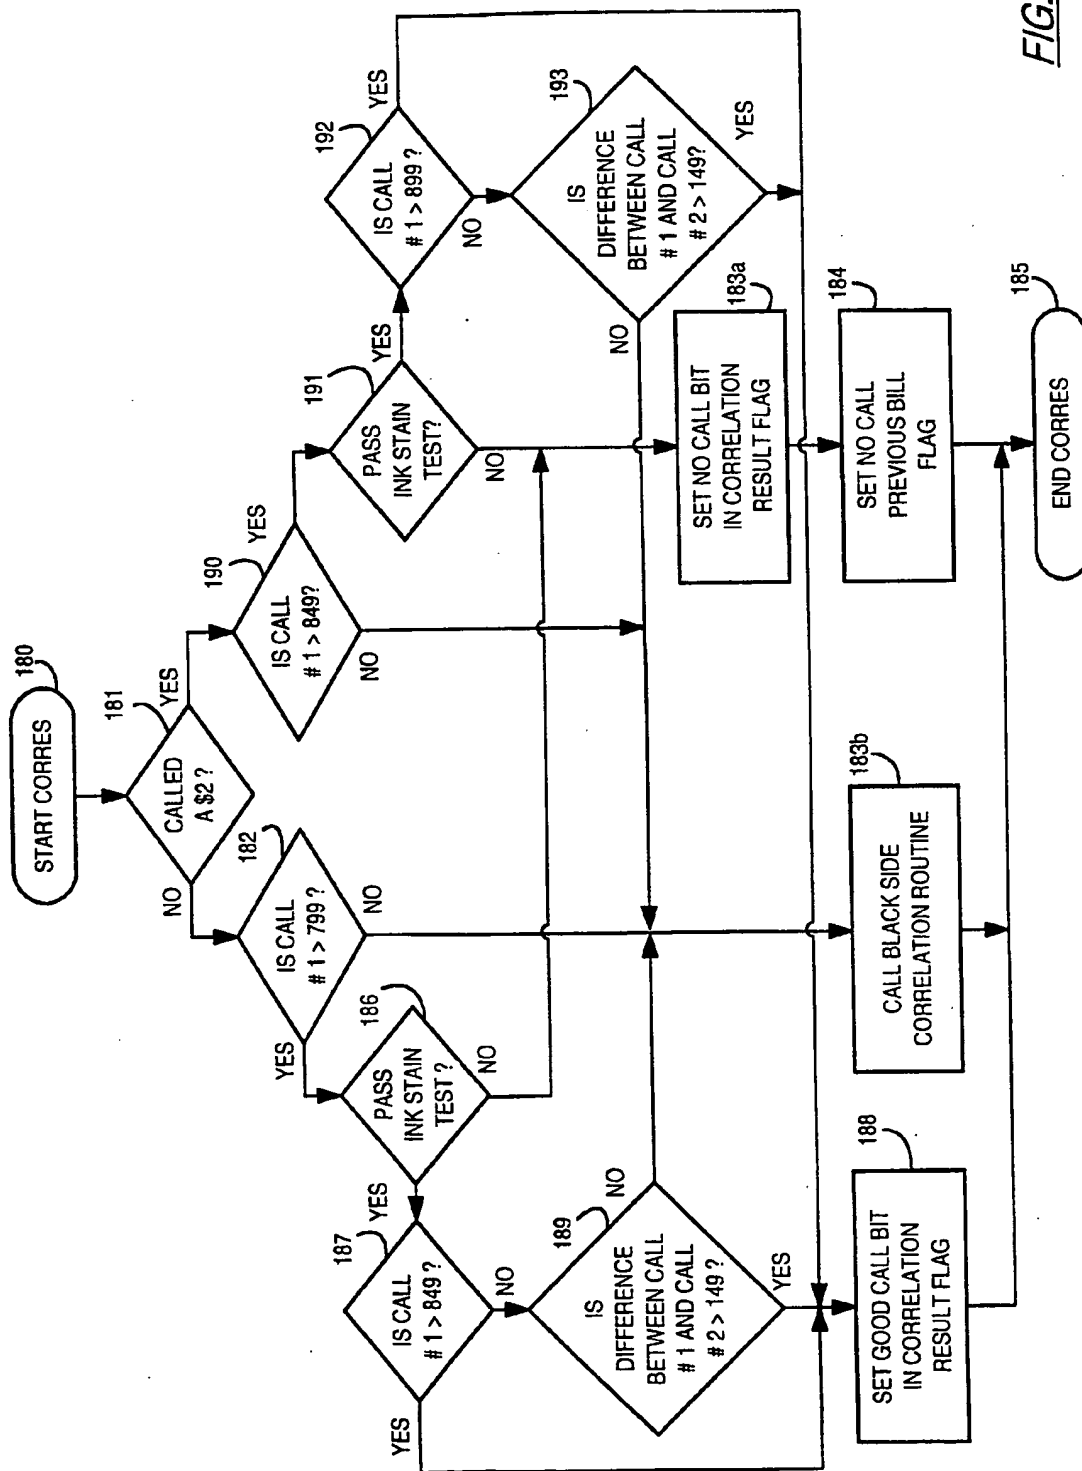 START CORRES
180
CALLED
A $2 ?
181
NO
YES
IS CALL
# 1 > 799 ?
182
YES
NO
IS CALL
# 1 > 849?
190
YES
NO
PASS
INK STAIN
TEST ?
186
YES
NO
PASS
INK STAIN
TEST?
191
YES
NO
IS CALL
# 1 > 849 ?
187
YES
NO
IS CALL
# 1 > 899 ?
192
YES
NO
IS
DIFFERENCE
BETWEEN CALL
# 1 AND CALL
# 2 > 149 ?
189
NO
YES
IS
DIFFERENCE
BETWEEN CALL
# 1 AND CALL
# 2 > 149?
193
NO
YES
SET NO CALL BIT
IN CORRELATION
RESULT FLAG
183a
SET GOOD CALL BIT
IN CORRELATION
RESULT FLAG
188
CALL BLACK SIDE
CORRELATION ROUTINE
183b
SET NO CALL
PREVIOUS BILL
FLAG
184
END CORRES
185
FIG.